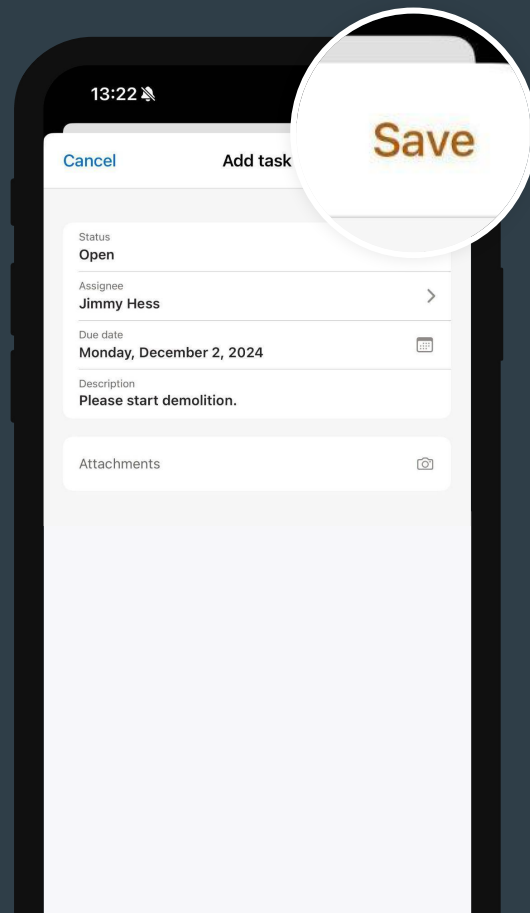 13:22
Save
Cancel
Add task
Status
Open
Assignee
Jimmy Hess
Due date
Monday, December 2, 2024
Description
Please start demolition.
Attachments